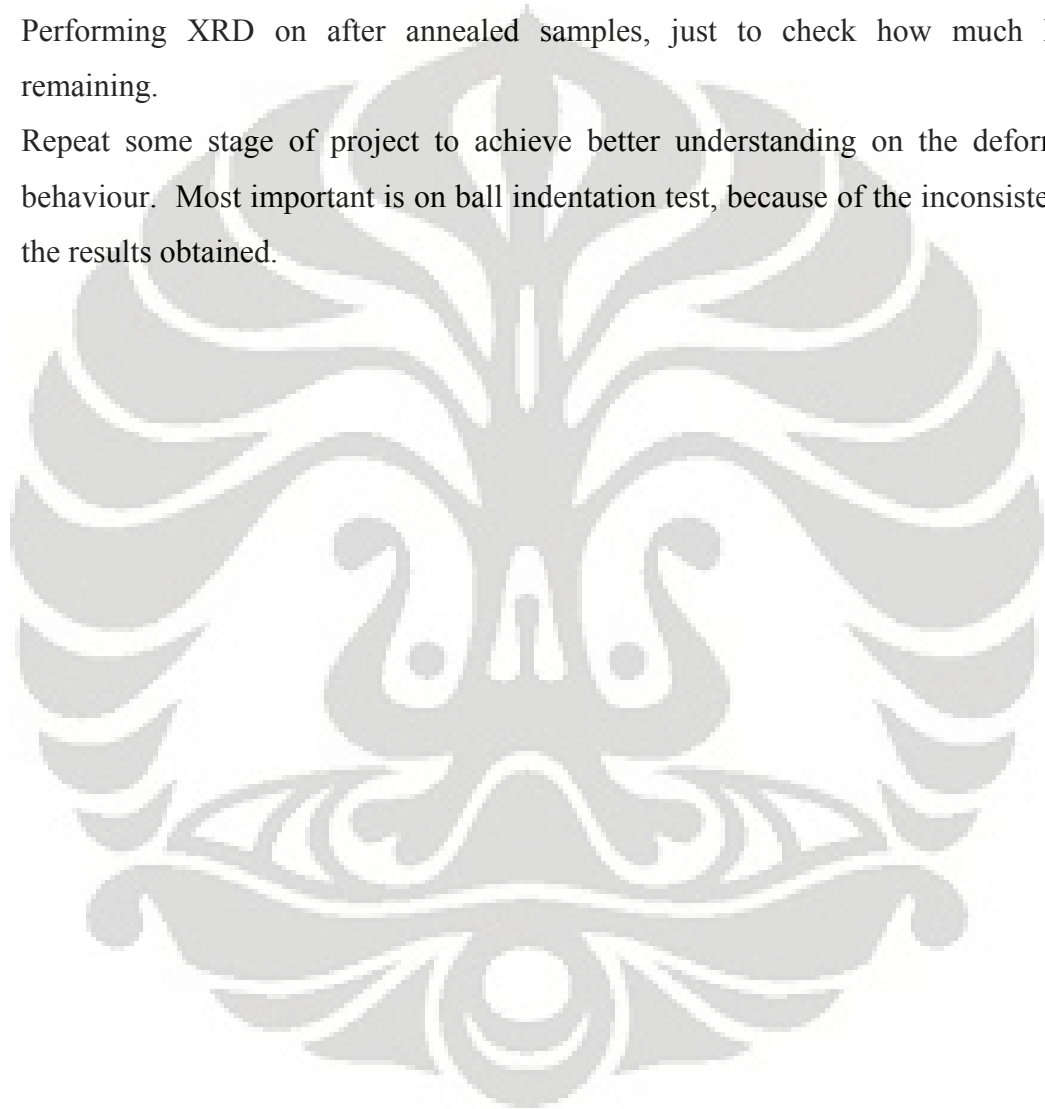 Performing XRD on after annealed samples, just to check how much
remaining.
Repeat some stage of project to achieve better understanding on the deform
behaviour. Most important is on ball indentation test, because of the inconsiste
the results obtained.